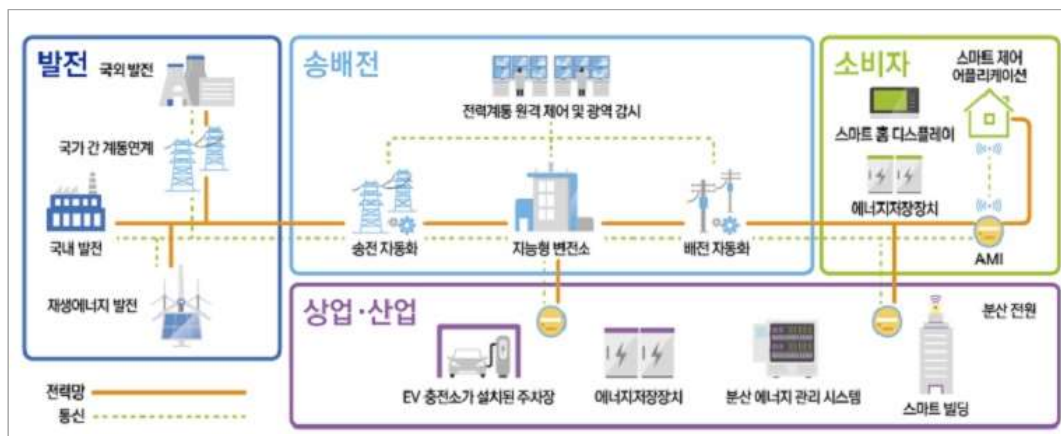 발전
국외 발전
국가 간 계통연계
국내 발전
재생에너지 발전
송배전
전력계통 원격 제어 및 광역 감시
송전 자동화
지능형 변전소
배전 자동화
소비자
스마트 제어
어플리케이션
스마트 홈 디스플레이
에너지저장장치
AMI
상업·산업
EV 충전소가 설치된 주차장
에너지저장장치
분산 에너지 관리 시스템
스마트 빌딩
분산 전원
전력망
통신